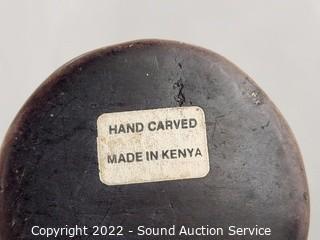 HAND CARVED
MADE IN KENYA
Copyright 2022 - Sound Auction Service